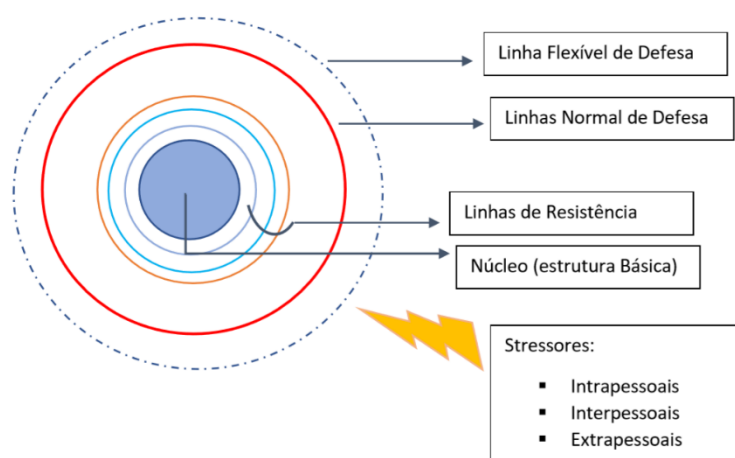 Linha Flexível de Defesa
Linhas Normal de Defesa
Linhas de Resistência
Núcleo (estrutura Básica)
Stressores:
▪ Intrapessoais
▪ Interpessoais
▪ Extrapessoais